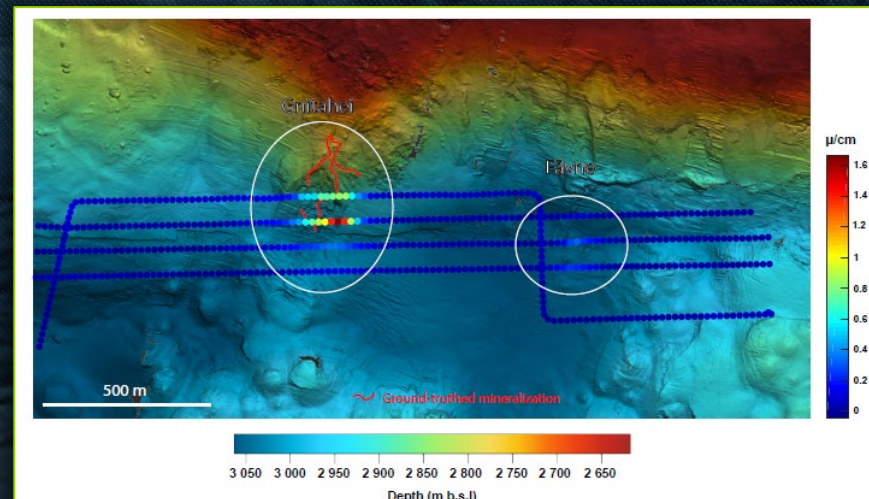 Gnitahei
Fåvne
500 m
Ground-truthed mineralization
µ/cm
1.6
1.4
1.2
1
0.8
0.6
0.4
0.2
0
3 050 3 000 2 950 2 900 2 850 2 800 2 750 2 700 2 650
Depth (m b.s.l)